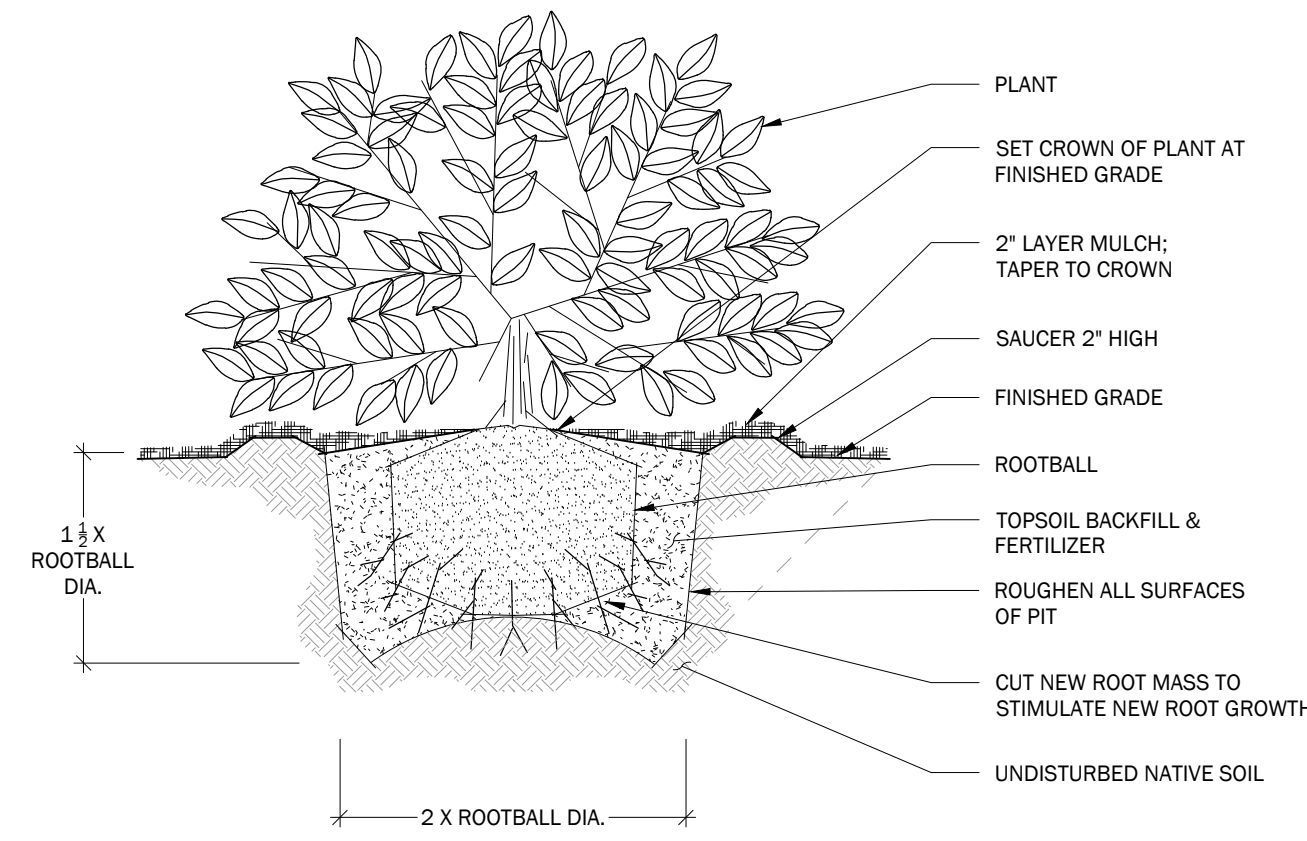 PLANT
SET CROWN OF PLANT AT
FINISHED GRADE
2" LAYER MULCH;
TAPER TO CROWN
SAUCER 2" HIGH
FINISHED GRADE
ROOTBALL
TOPSOIL BACKFILL &
FERTILIZER
ROUGHEN ALL SURFACES
OF PIT
CUT NEW ROOT MASS TO
STIMULATE NEW ROOT GROWTH
UNDISTURBED NATIVE SOIL
1 1/2 X
ROOTBALL
DIA.
2 X ROOTBALL DIA.